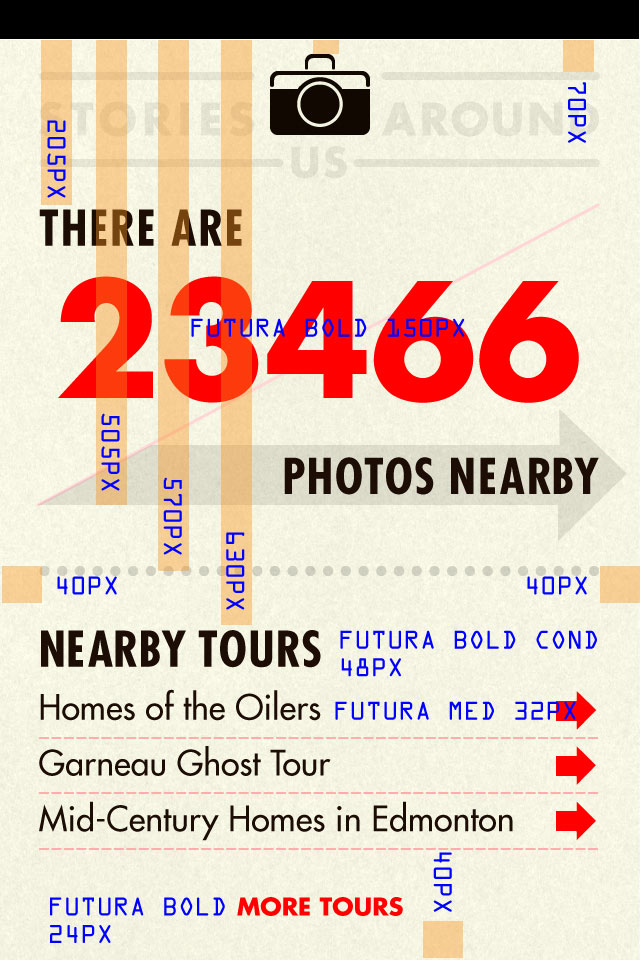 STORIES AROUND
US
205PX
70PX
THERE ARE
23466
FUTURA BOLD 150PX
505PX
PHOTOS NEARBY
570PX
630PX
40PX
40PX
NEARBY TOURS
FUTURA BOLD COND
48PX
Homes of the Oilers
FUTURA MED 32PX
Garneau Ghost Tour
Mid-Century Homes in Edmonton
40PX
FUTURA BOLD
24PX
MORE TOURS